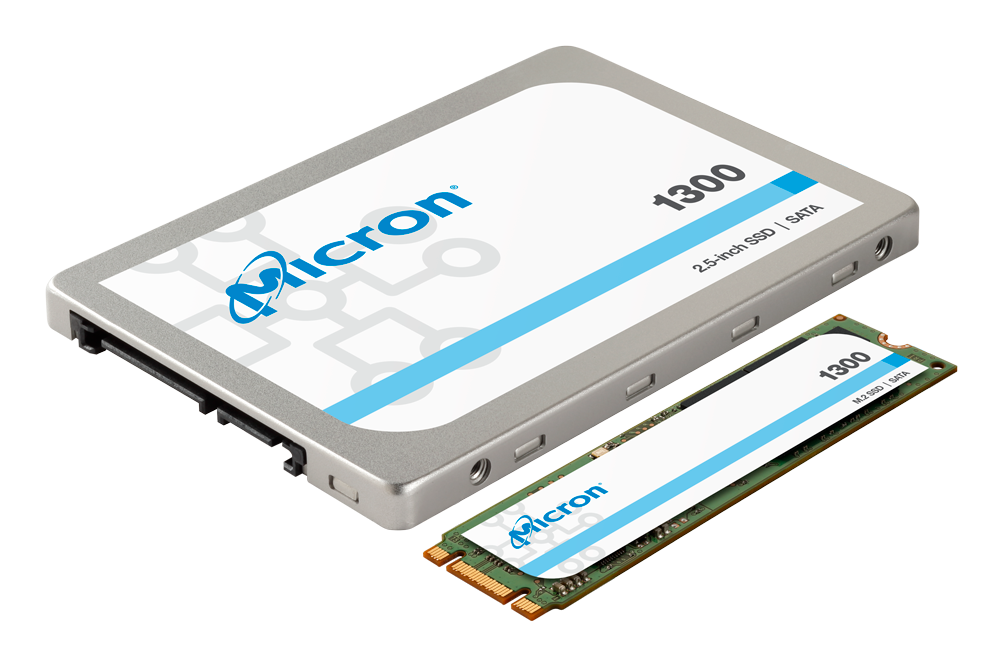 Micron®
1300
2.5-inch SSD | SATA
Micron®
1300
M.2 SSD | SATA